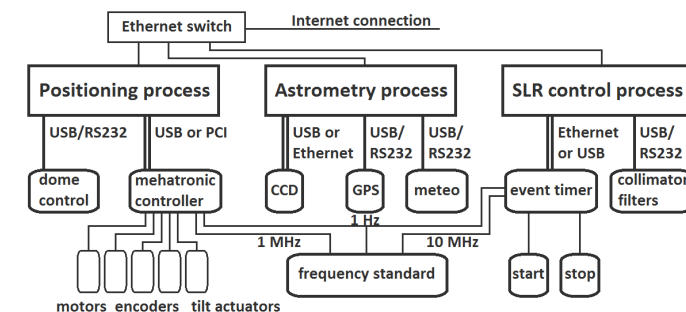 Ethernet switch
Internet connection
Positioning process
Astrometry process
SLR control process
USB/RS232
USB or PCI
USB or
Ethernet
USB/
RS232
USB/
RS232
Ethernet
or USB
USB/
RS232
dome
control
mehatronic
controller
CCD
GPS
meteo
event timer
collimator
filters
1 Hz
1 MHz
10 MHz
frequency standard
start
stop
motors encoders tilt actuators